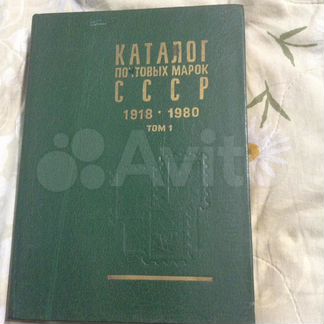 КАТАЛОГ
ПОЧТОВЫХ МАРОК
СССР
1918 · 1980
ТОМ 1
Avito